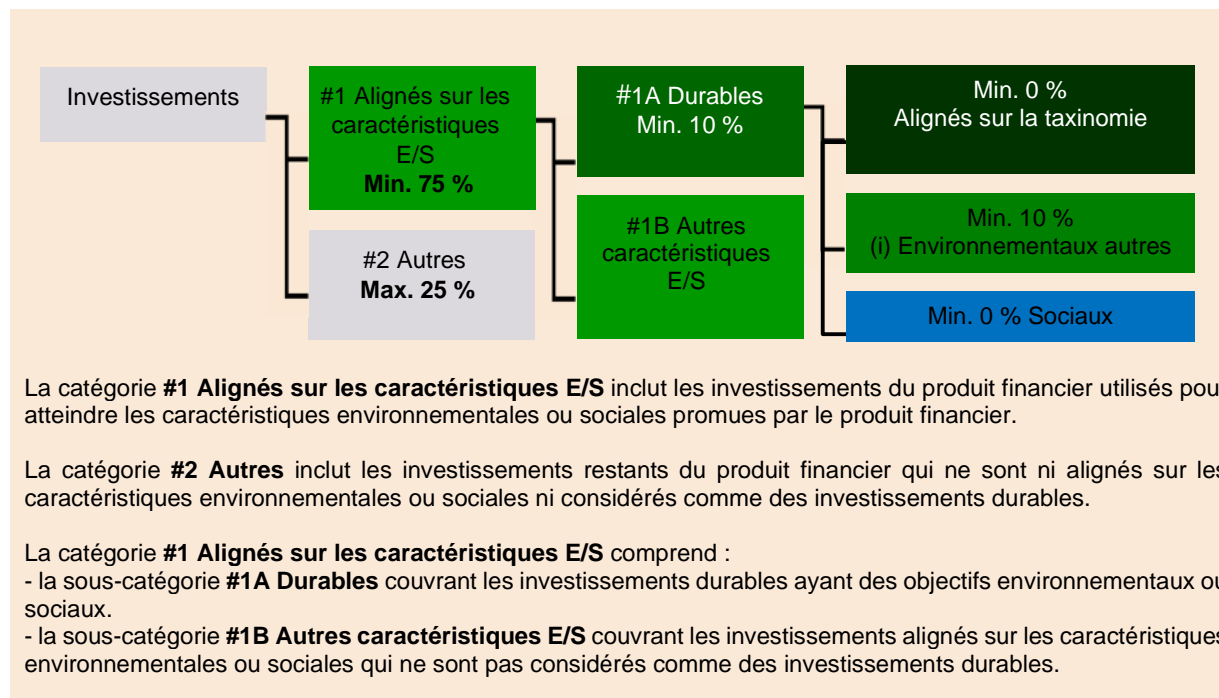 Investissements
#1 Alignés sur les
caractéristiques
E/S
Min. 75 %
#2 Autres
Max. 25 %
#1A Durables
Min. 10 %
#1B Autres
caractéristiques
E/S
Min. 0 %
Alignés sur la taxinomie
Min. 10 %
(i) Environnementaux autres
Min. 0 % Sociaux
La catégorie #1 Alignés sur les caractéristiques E/S inclut les investissements du produit financier utilisés pou
atteindre les caractéristiques environnementales ou sociales promues par le produit financier.
La catégorie #2 Autres inclut les investissements restants du produit financier qui ne sont ni alignés sur les
caractéristiques environnementales ou sociales ni considérés comme des investissements durables.
La catégorie #1 Alignés sur les caractéristiques E/S comprend :
- la sous-catégorie #1A Durables couvrant les investissements durables ayant des objectifs environnementaux ou
sociaux.
- la sous-catégorie #1B Autres caractéristiques E/S couvrant les investissements alignés sur les caractéristiques
environnementales ou sociales qui ne sont pas considérés comme des investissements durables.